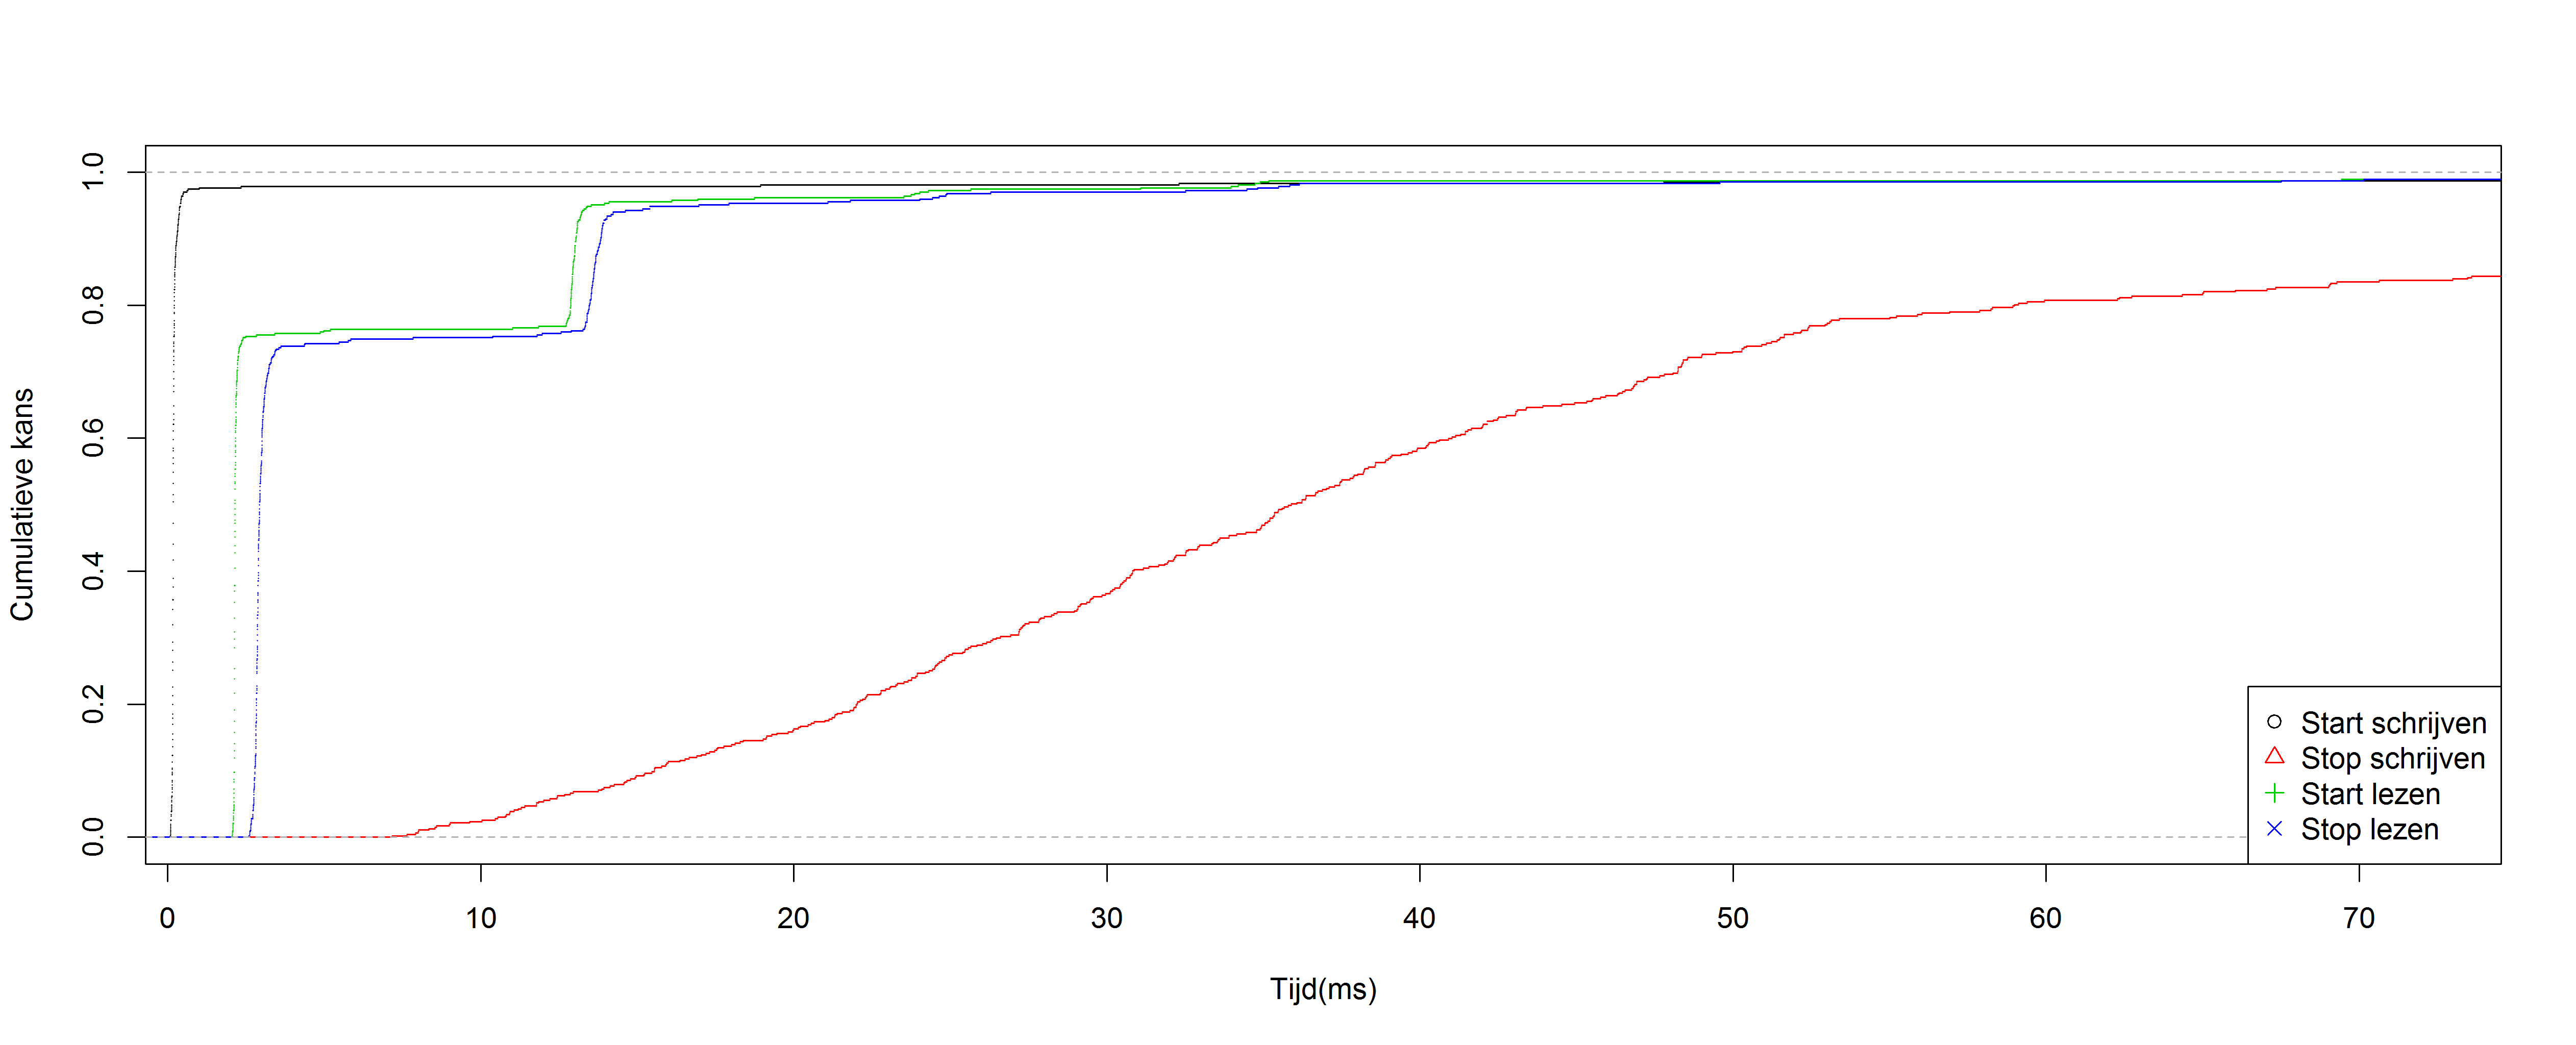 Cumulatieve kans
1.0
0.8
0.6
0.4
0.2
0.0
0 10 20 30 40 50 60 70
Tijd(ms)
Start schrijven
Stop schrijven
Start lezen
Stop lezen